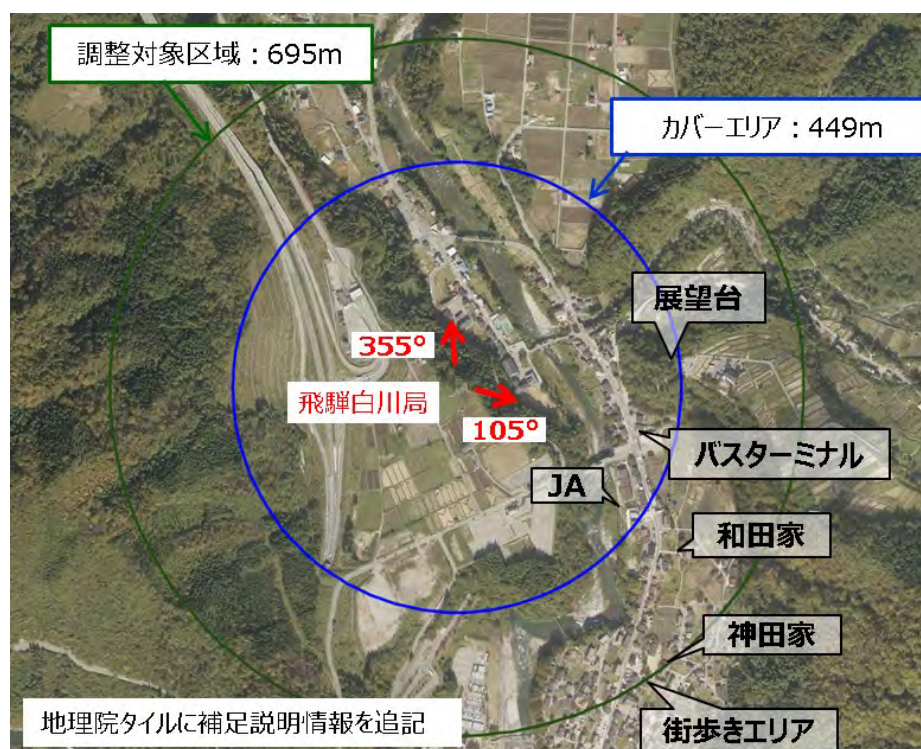 調整対象区域：695m
カバーエリア：449m
展望台
355°
飛騨白川局
105°
バスターミナル
JA
和田家
神田家
街歩きエリア
地理院タイルに補足説明情報を追記